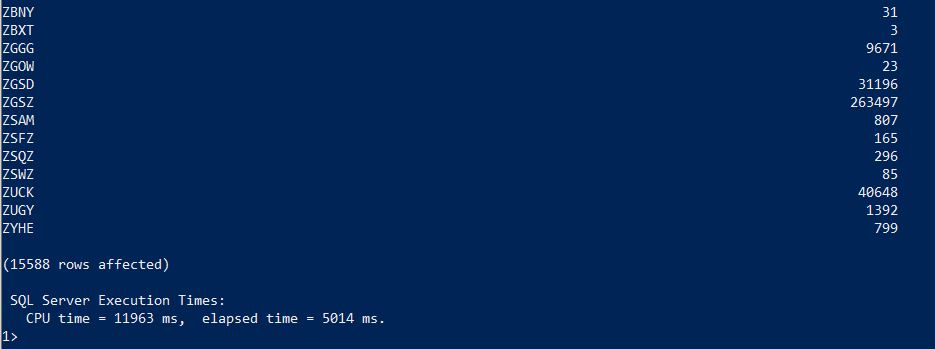 ZBNY 31
ZBXT 3
ZGGG 9671
ZGOW 23
ZGSD 31196
ZGSZ 263497
ZSAM 807
ZSFZ 165
ZSQZ 296
ZSWZ 85
ZUCK 40648
ZUGY 1392
ZYHE 799
(15588 rows affected)
SQL Server Execution Times:
CPU time = 11963 ms,  elapsed time = 5014 ms.
1>